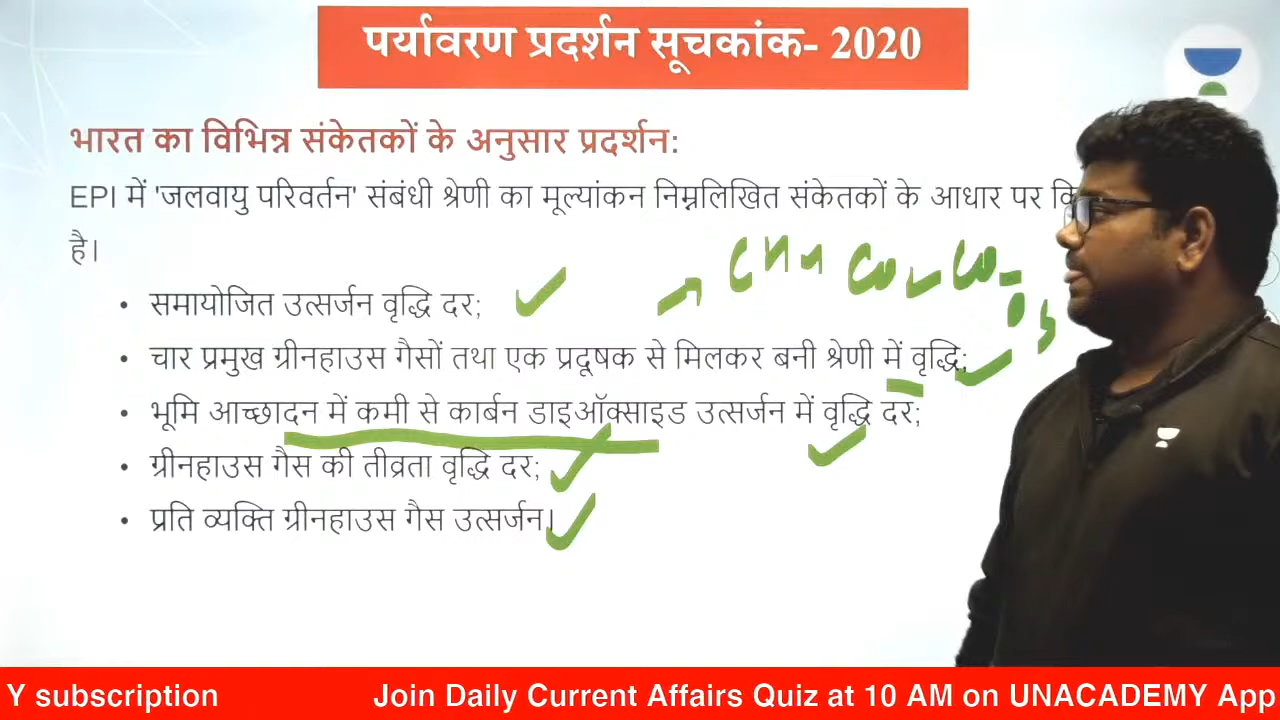 पर्यावरण प्रदर्शन सूचकांक- 2020
भारत का विभिन्न संकेतकों के अनुसार प्रदर्शन:
EPI में 'जलवायु परिवर्तन' संबंधी श्रेणी का मूल्यांकन निम्नलिखित संकेतकों के आधार पर
है।
• समायोजित उत्सर्जन वृद्धि दर;
• चार प्रमुख ग्रीनहाउस गैसों तथा एक प्रदूषक से मिलकर बनी श्रेणी में वृद्धि;
• भूमि आच्छादन में कमी से कार्बन डाइऑक्साइड उत्सर्जन में वृद्धि दर;
• ग्रीनहाउस गैस की तीव्रता वृद्धि दर;
• प्रति व्यक्ति ग्रीनहाउस गैस उत्सर्जन।
Y subscription Join Daily Current Affairs Quiz at 10 AM on UNACADEMY App